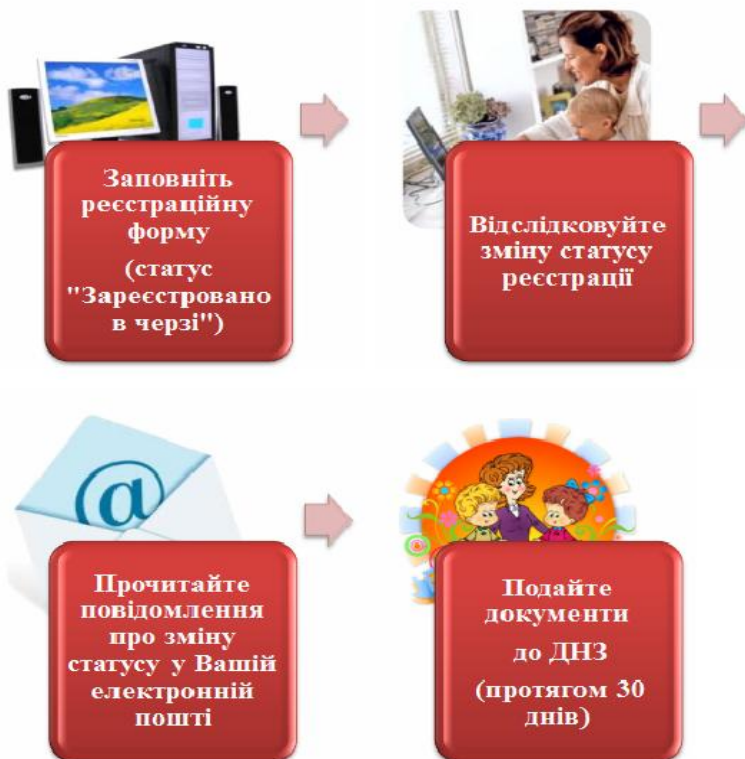 Заповніть
реєстраційну
форму
(статус
"Зареєстровано
в черзі")
Відслідковуйте
зміну статусу
реєстрації
@
Прочитайте
повідомлення
про зміну
статусу у Вашій
електронній
пошті
Подайте
документи
до ДНЗ
(протягом 30
днів)